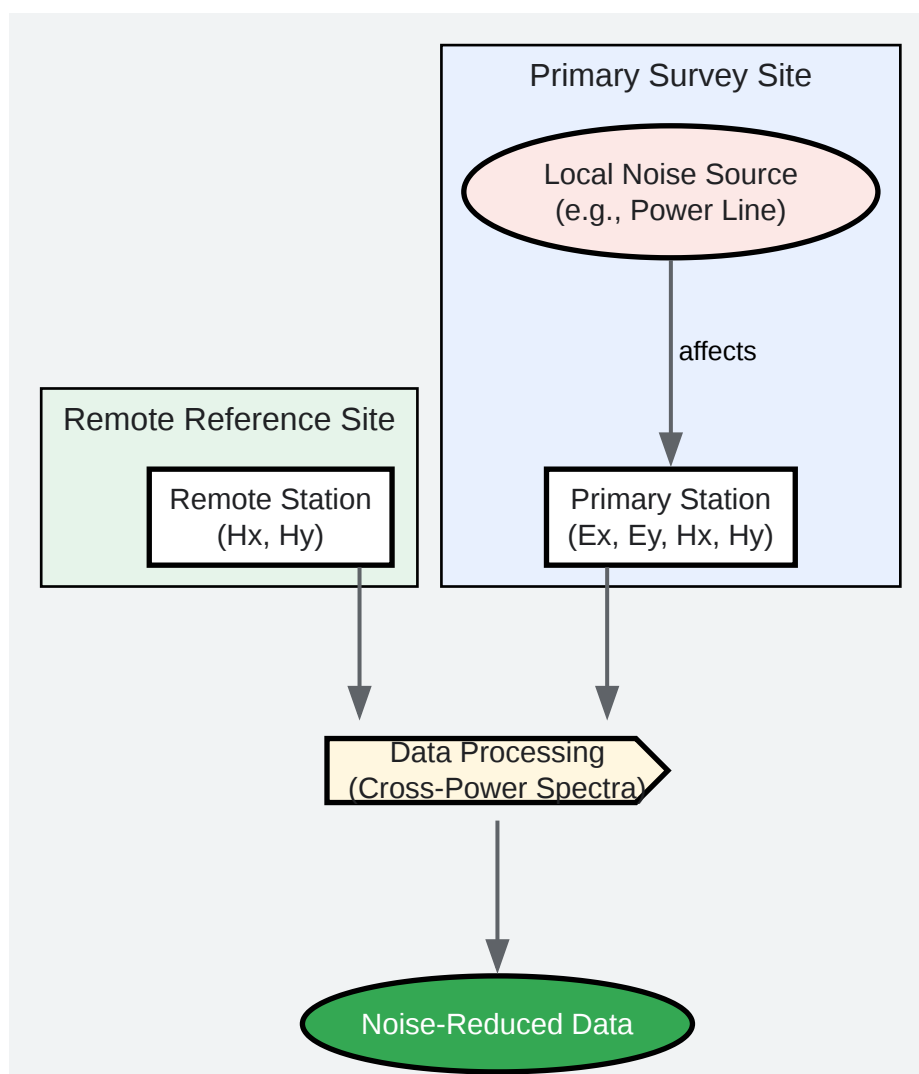 Primary Survey Site
Local Noise Source
(e.g., Power Line)
affects
Remote Reference Site
Remote Station
(Hx, Hy)
Primary Station
(Ex, Ey, Hx, Hy)
Data Processing
(Cross-Power Spectra)
Noise-Reduced Data